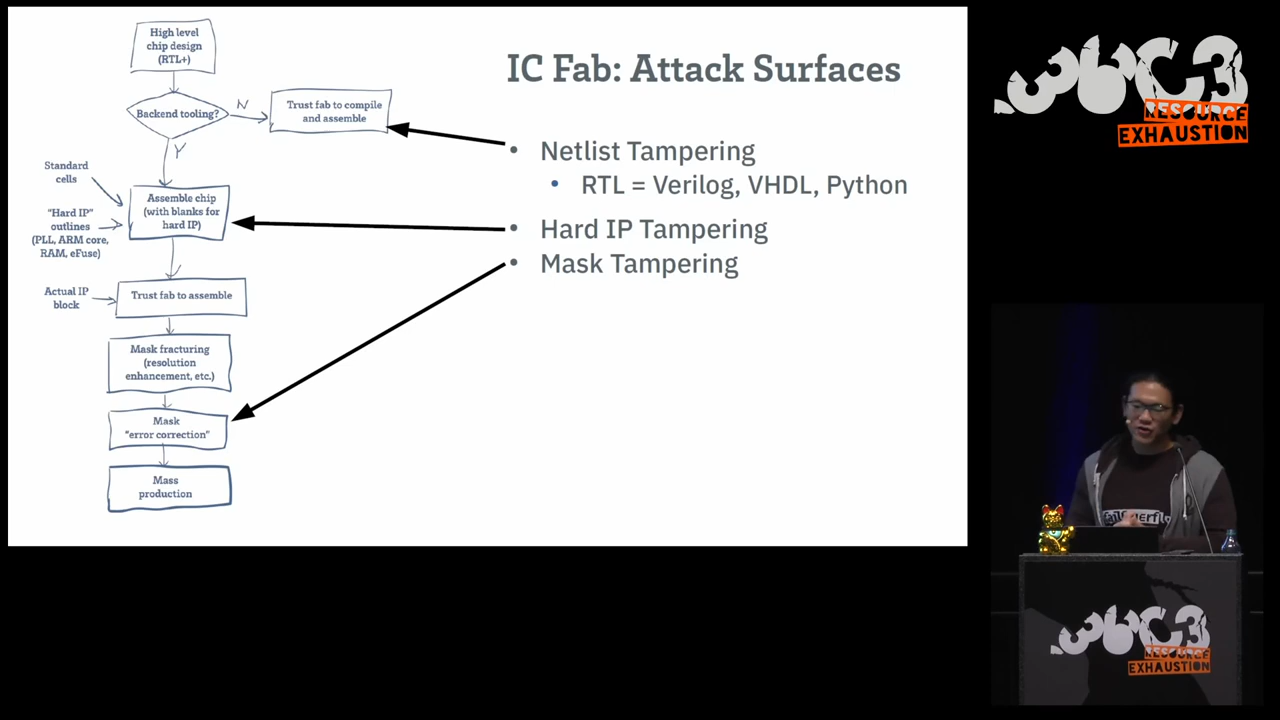 High level
chip design
(RTL+)
Backend tooling?
N
Trust fab to compile
and assemble
Y
Standard
cells
"Hard IP"
outlines
(PLL, ARM core,
RAM, eFuse)
Assemble chip
(with blanks for
hard IP)
Actual IP
block
Trust fab to assemble
Mask fracturing
(resolution
enhancement, etc.)
Mask
"error correction"
Mass
production
IC Fab: Attack Surfaces
• Netlist Tampering
• RTL = Verilog, VHDL, Python
• Hard IP Tampering
• Mask Tampering
36C3
RESOURCE
EXHAUSTION
36C3
RESOURCE
EXHAUSTION